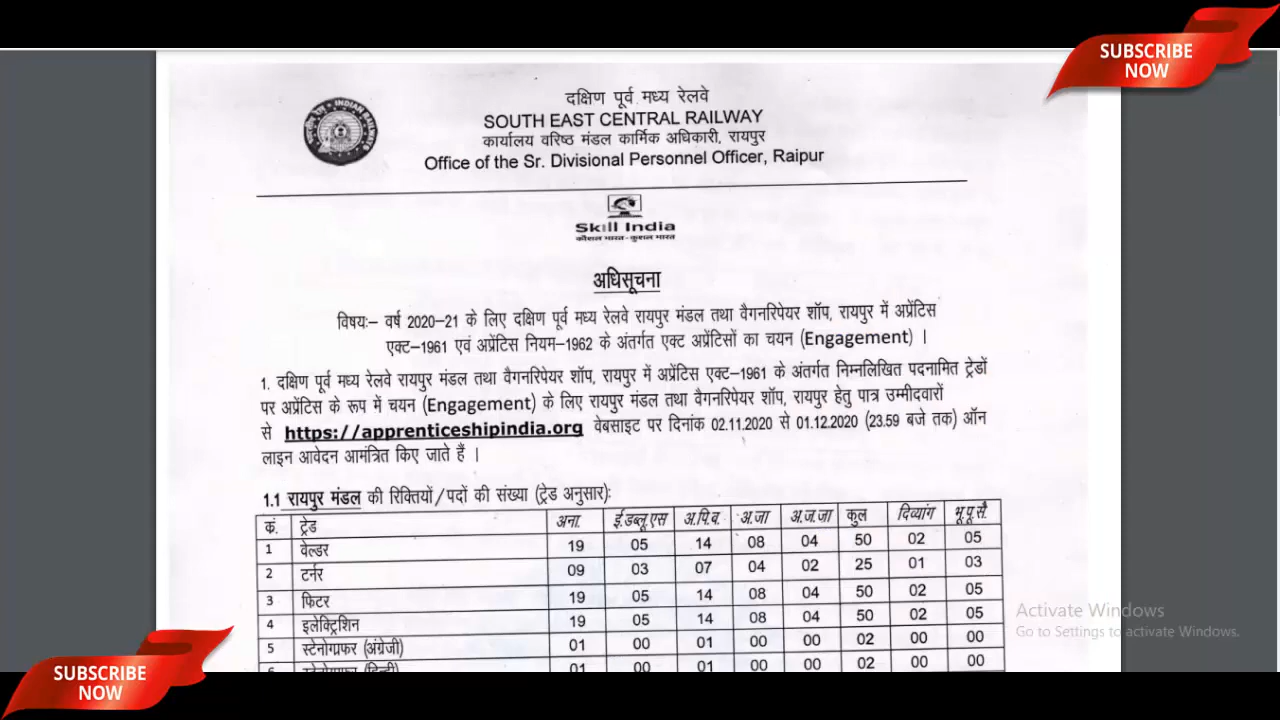 SUBSCRIBE
NOW
दक्षिण पूर्व मध्य रेलवे
SOUTH EAST CENTRAL RAILWAY
कार्यालय वरिष्ठ मंडल कार्मिक अधिकारी, रायपुर
Office of the Sr. Divisional Personnel Officer, Raipur
Skill India
कौशल भारत - कुशल भारत
अधिसूचना
विषयः– वर्ष 2020–21 के लिए दक्षिण पूर्व मध्य रेलवे रायपुर मंडल तथा वैगनरिपेयर शॉप, रायपुर में अप्रेंटिस
एक्ट–1961 एवं अप्रेंटिस नियम–1962 के अंतर्गत एक्ट अप्रेंटिसों का चयन (Engagement) ।
1. दक्षिण पूर्व मध्य रेलवे रायपुर मंडल तथा वैगनरिपेयर शॉप, रायपुर में अप्रेंटिस एक्ट–1961 के अंतर्गत निम्नलिखित पदनामित ट्रेडों
पर अप्रेंटिस के रूप में चयन (Engagement) के लिए रायपुर मंडल तथा वैगनरिपेयर शॉप, रायपुर हेतु पात्र उम्मीदवारों
से https://apprenticeshipindia.org वेबसाइट पर दिनांक 02.11.2020 से 01.12.2020 (23.59 बजे तक) ऑन
लाइन आवेदन आमंत्रित किए जाते हैं ।
1.1 रायपुर मंडल की रिक्तियों/पदों की संख्या (ट्रेड अनुसार):
कं. ट्रेड अना. ई.डब्लू.एस अ.पि.व. अ.जा अ.ज.जा कुल दिव्यांग भू.पू.सै.
1 वेल्डर 19 05 14 08 04 50 02 05
2 टर्नर 09 03 07 04 02 25 01 03
3 फिटर 19 05 14 08 04 50 02 05
4 इलेक्ट्रिशिन 19 05 14 08 04 50 02 05
5 स्टेनोग्रफर (अंग्रेजी) 01 00 01 00 00 02 00 00
6 स्टेनोग्रफर (हिन्दी) 01 00 01 00 00 02 00 00
Activate Windows
Go to Settings to activate Windows.
SUBSCRIBE
NOW